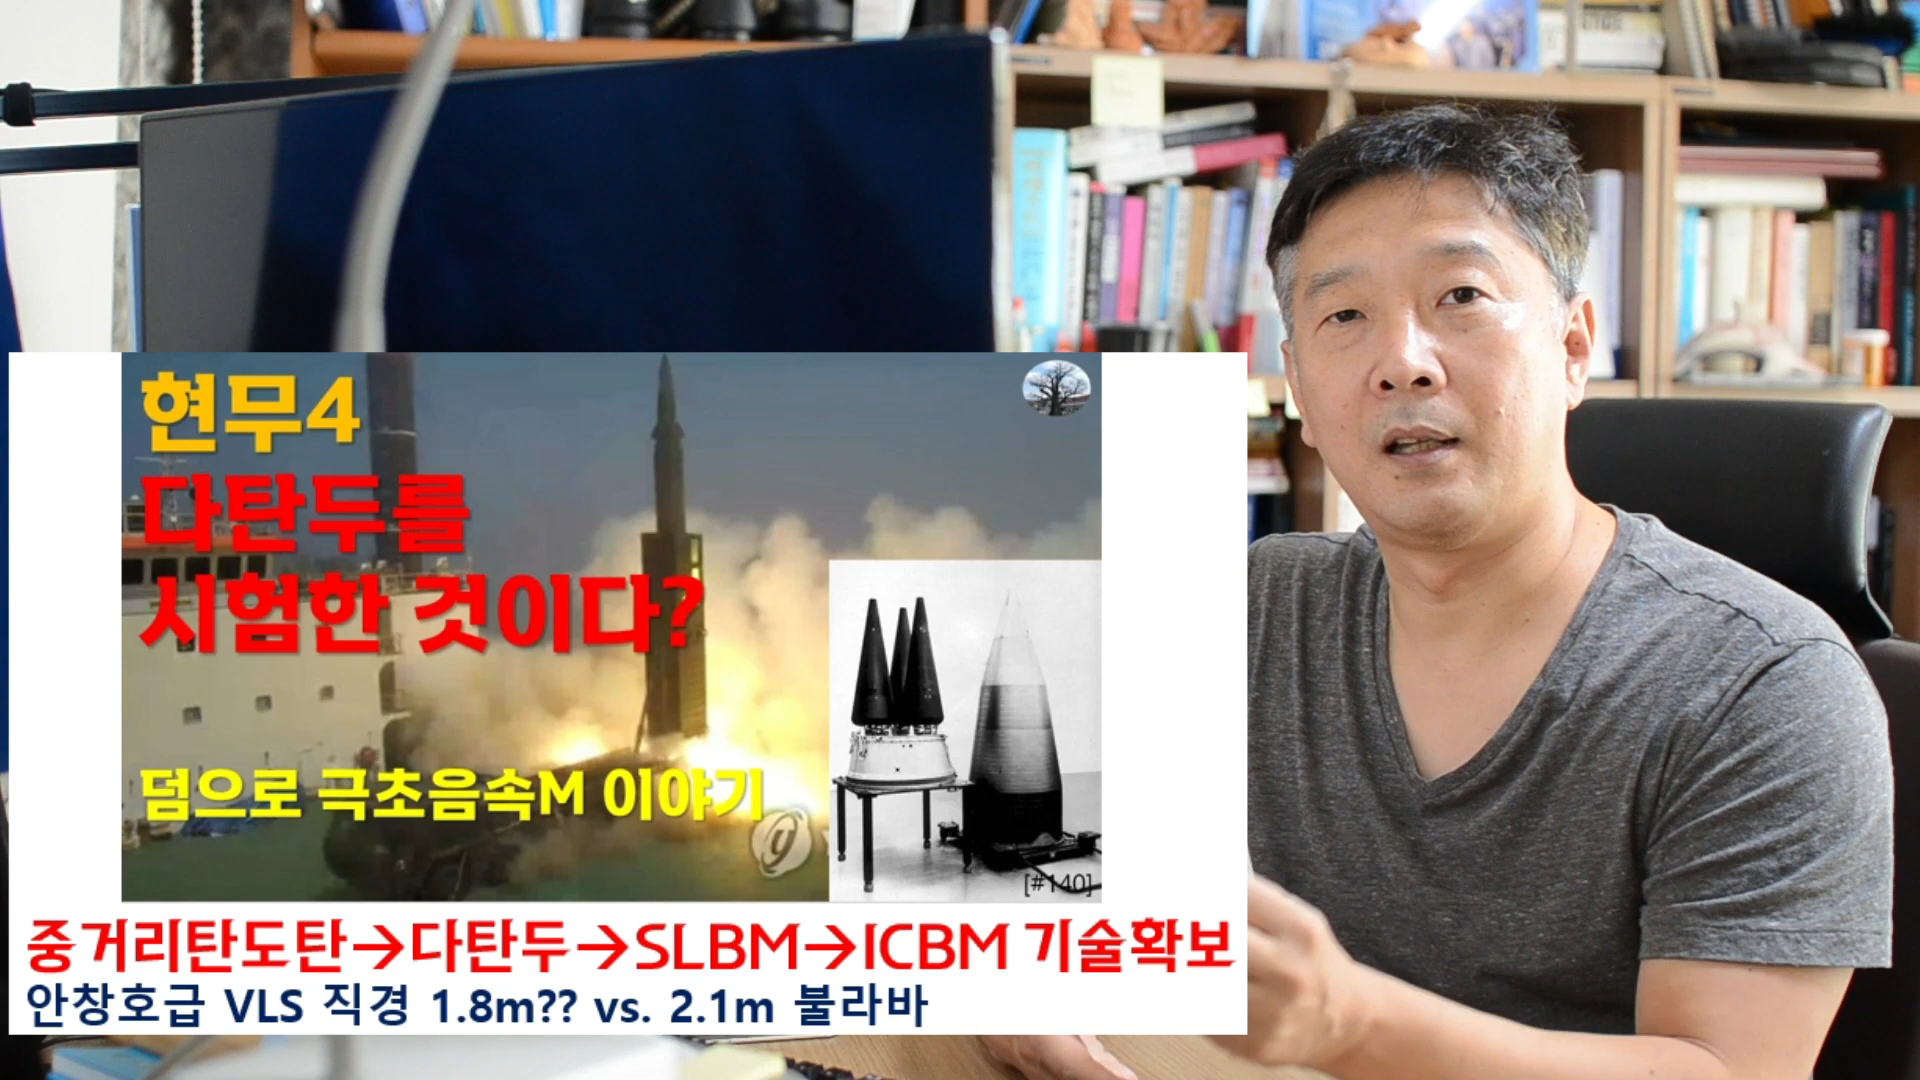 현무4
다탄두를
시험한 것이다?
덤으로 극초음속M 이야기
[#140]
중거리탄도탄→다탄두→SLBM→ICBM 기술확보
안창호급 VLS 직경 1.8m?? vs. 2.1m 불라바